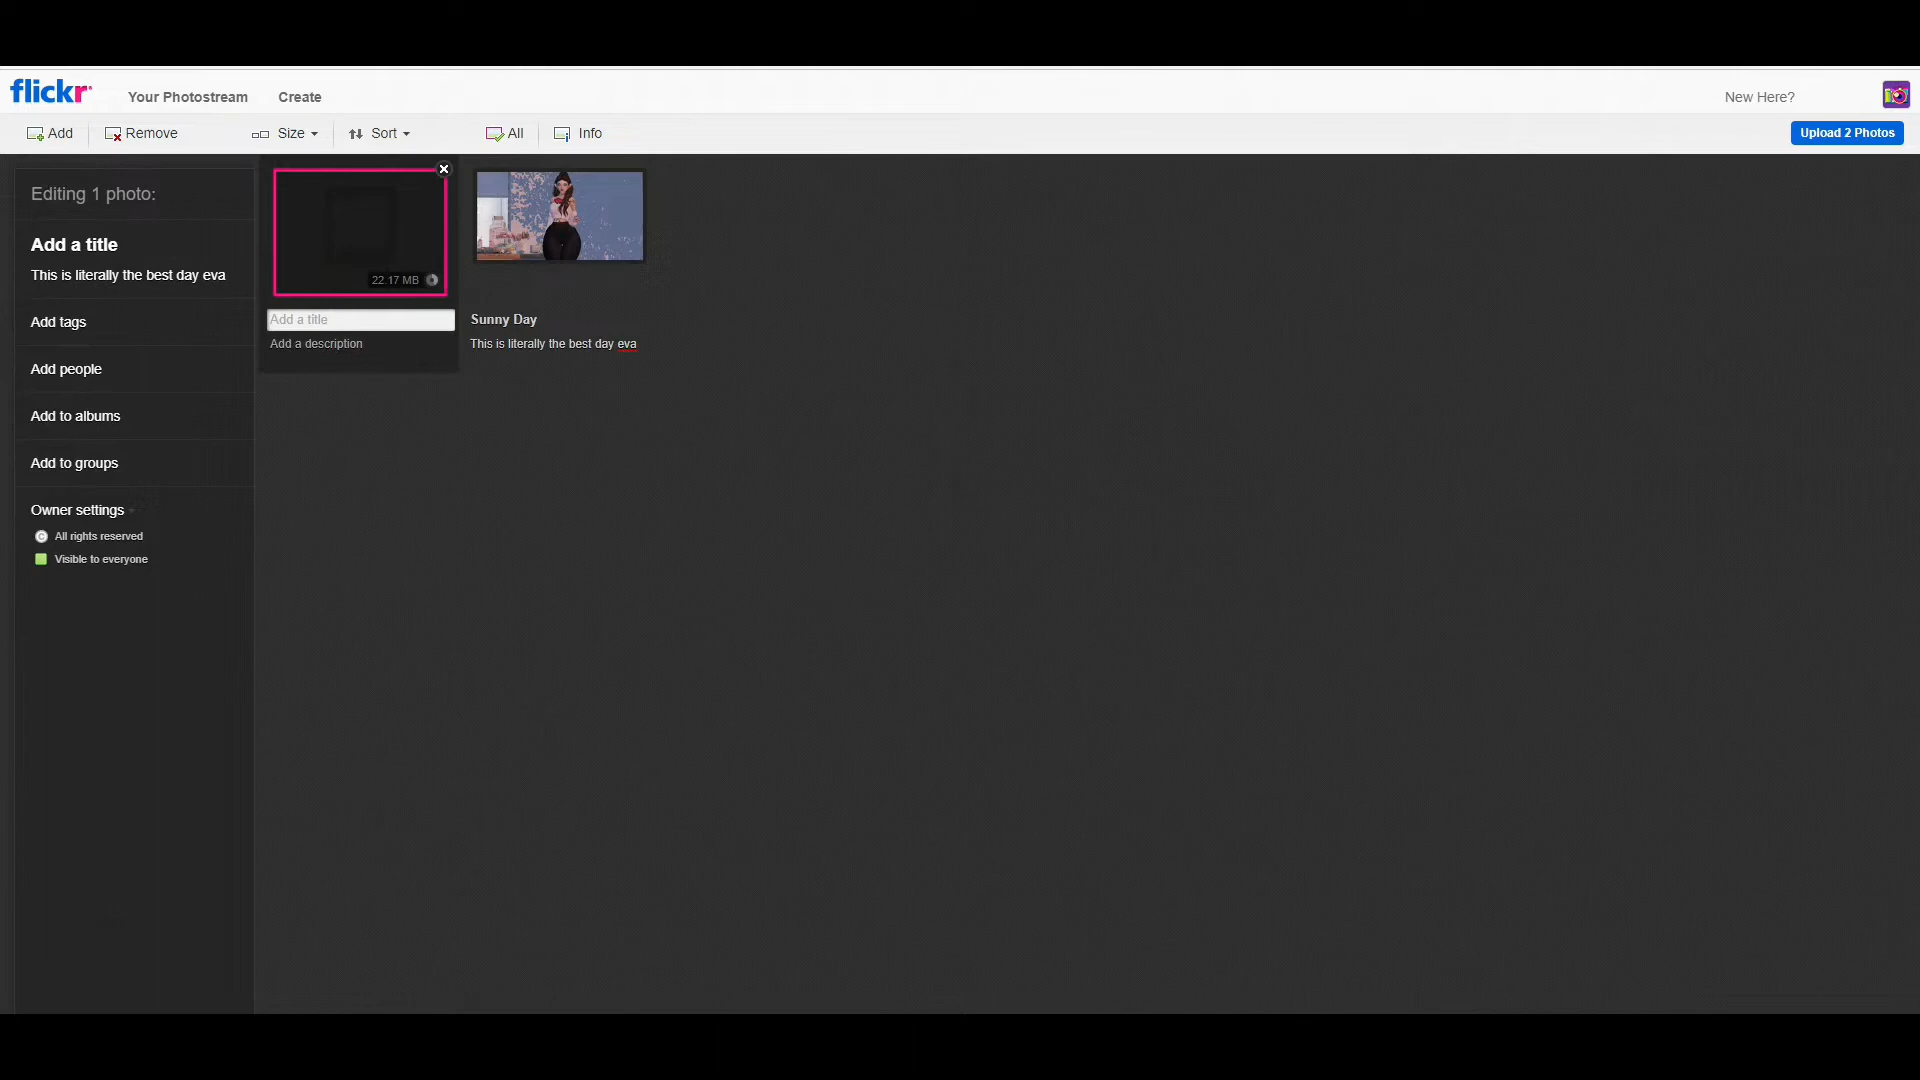 flickr
Your Photostream
Create
New Here?
Add
Remove
Size
Sort
All
Info
Upload 2 Photos
Editing 1 photo:
Add a title
This is literally the best day eva
Add tags
Add people
Add to albums
Add to groups
Owner settings
All rights reserved
Visible to everyone
22.17 MB
Add a title
Add a description
Sunny Day
This is literally the best day eva